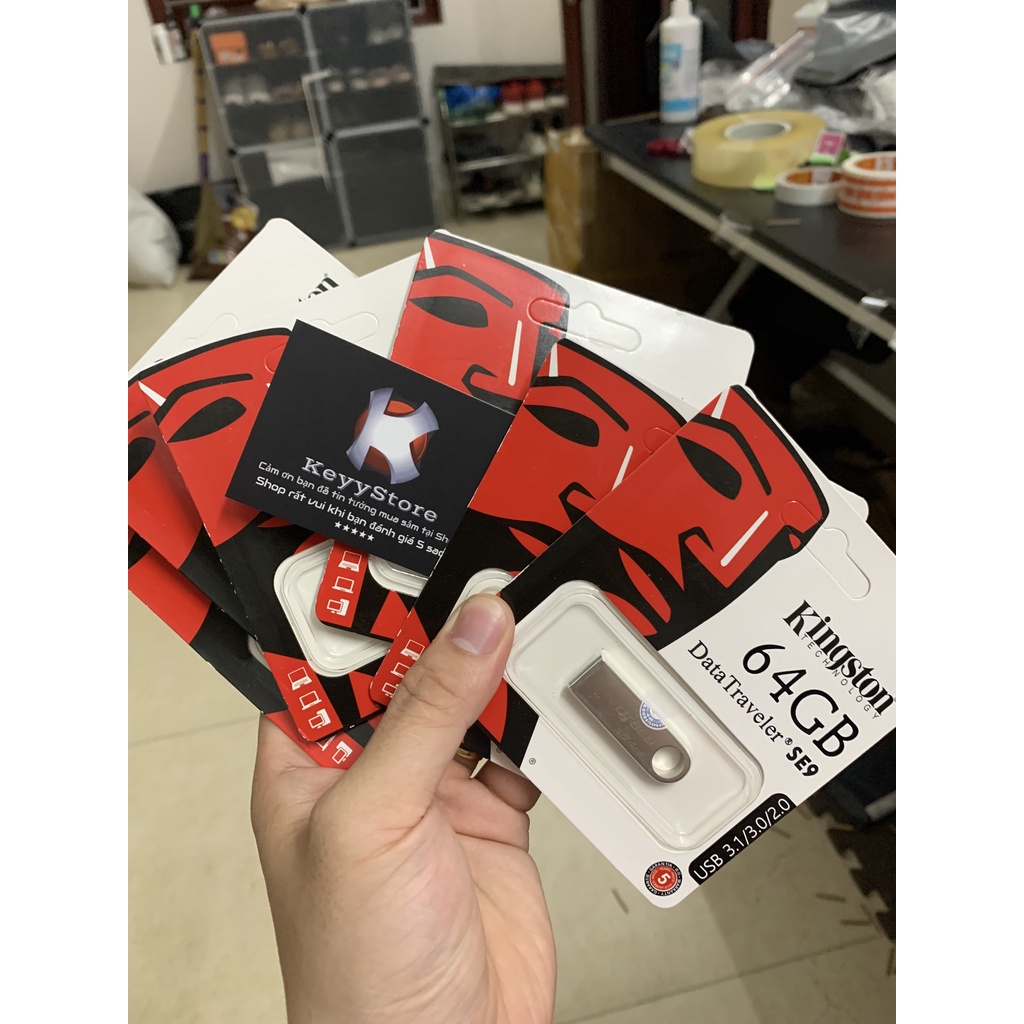 KeyyStore
Cảm ơn bạn đã tin tưởng mua sắm tại Sh
Shop rất vui khi bạn đánh giá 5 sao
★★★★★
Kingston
TECHNOLOGY
64GB
DataTraveler® SE9
USB 3.1/3.0/2.0
5